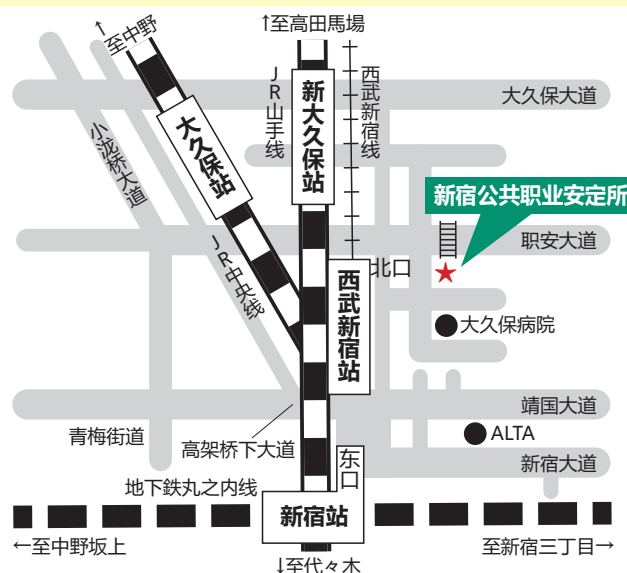 ↑至中野
↑至高田馬場
JR山手线
新大久保站
西武新宿线
大久保大道
大久保站
小泷桥大道
新宿公共职业安定所
职安大道
JR中央线
北口
西武新宿站
大久保病院
靖国大道
青梅街道
高架桥下大道
ALTA
东口
新宿大道
地下鉄丸之内线
新宿站
←至中野坂上
至新宿三丁目→
↓至代々木